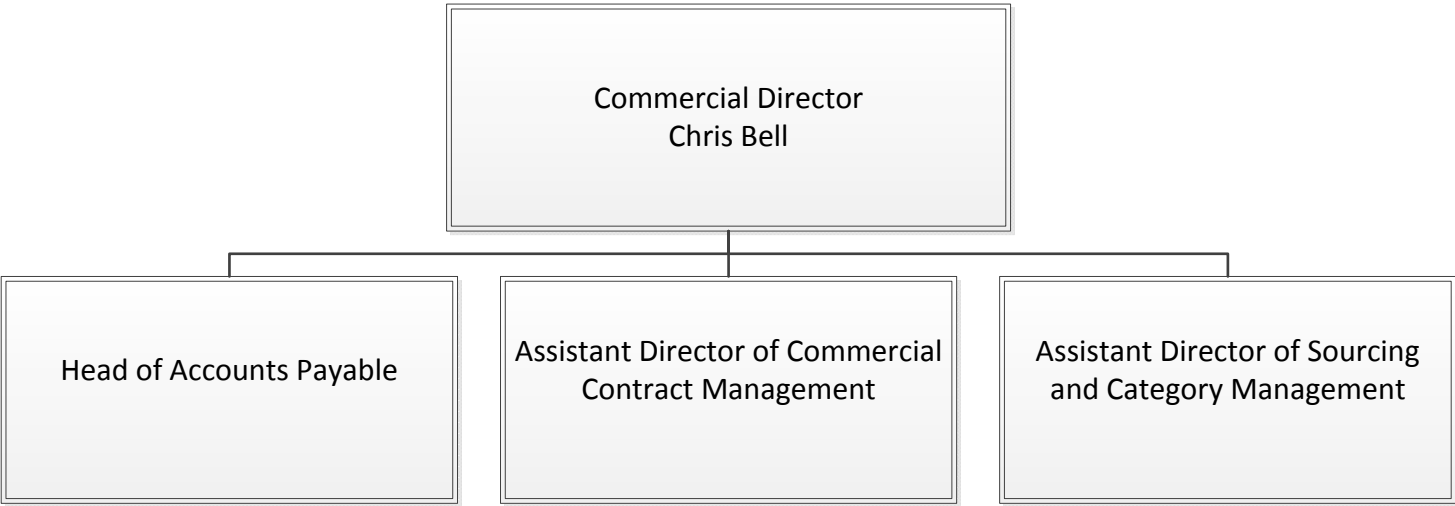 Commercial Director
Chris Bell
Head of Accounts Payable
Assistant Director of Commercial
Contract Management
Assistant Director of Sourcing
and Category Management